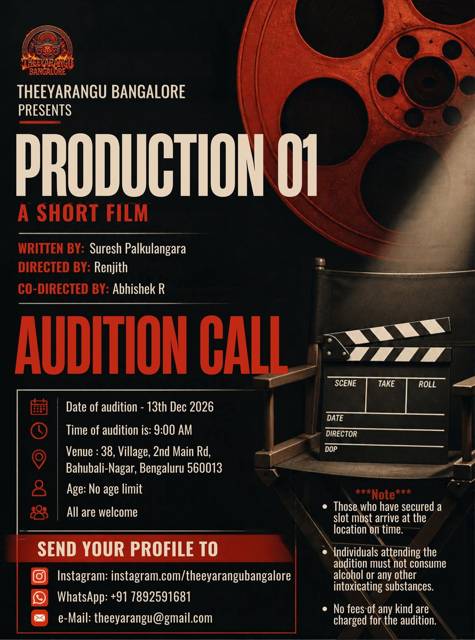 THEEYARANGU
BANGALORE
THEEYARANGU BANGALORE
PRESENTS
PRODUCTION 01
A SHORT FILM
WRITTEN BY: Suresh Palkulangara
DIRECTED BY: Renjith
CO-DIRECTED BY: Abhishek R
AUDITION CALL
Date of audition - 13th Dec 2026
Time of audition is: 9:00 AM
Venue : 38, Village, 2nd Main Rd,
Bahubali-Nagar, Bengaluru 560013
Age: No age limit
All are welcome
SEND YOUR PROFILE TO
Instagram: instagram.com/theeyarangubangalore
WhatsApp: +91 7892591681
e-Mail: theeyarangu@gmail.com
SCENE TAKE ROLL
DATE
DIRECTOR
DOP
***Note***
• Those who have secured a
slot must arrive at the
location on time.
• Individuals attending the
audition must not consume
alcohol or any other
intoxicating substances.
• No fees of any kind are
charged for the audition.